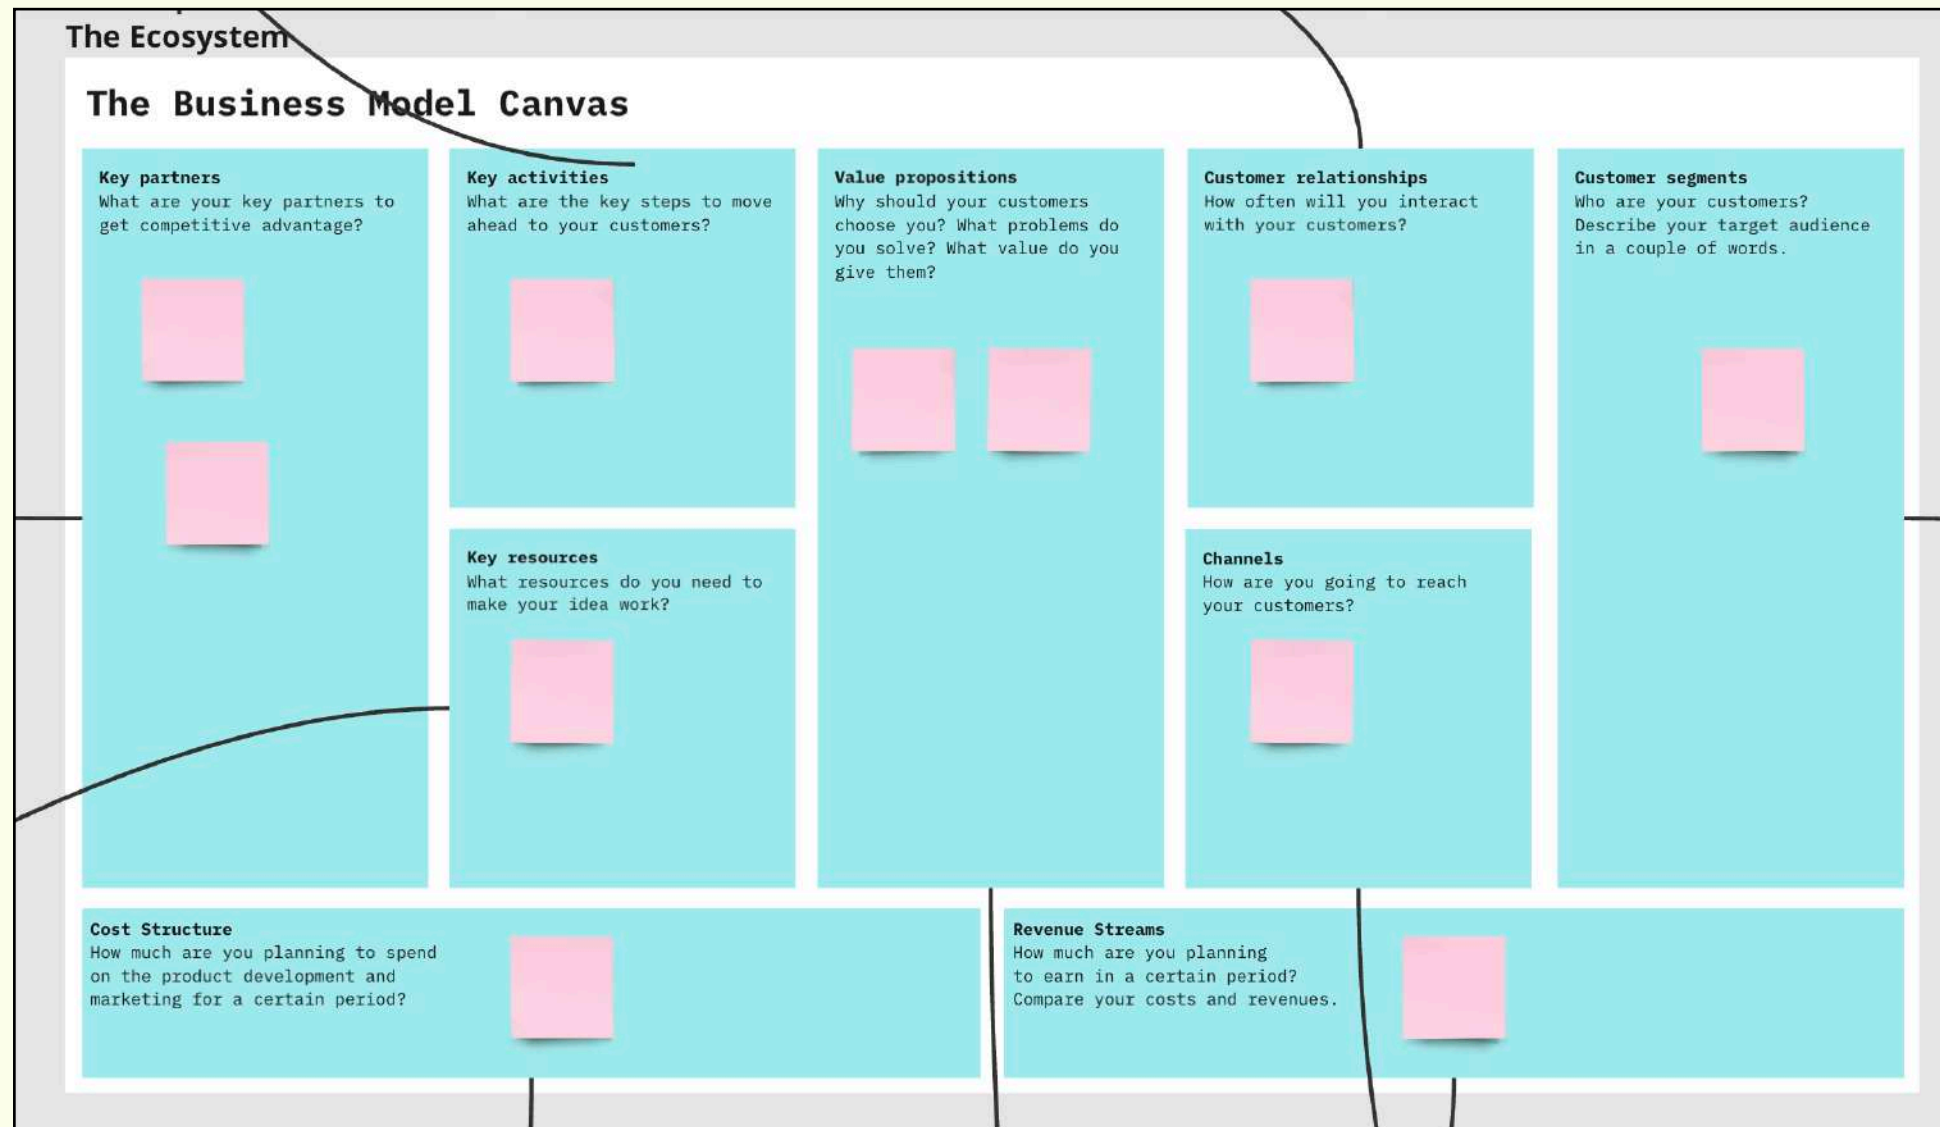 The Ecosystem
The Business Model Canvas
Key partners
What are your key partners to
get competitive advantage?
Key activities
What are the key steps to move
ahead to your customers?
Key resources
What resources do you need to
make your idea work?
Value propositions
Why should your customers
choose you? What problems do
you solve? What value do you
give them?
Customer relationships
How often will you interact
with your customers?
Channels
How are you going to reach
your customers?
Customer segments
Who are your customers?
Describe your target audience
in a couple of words.
Cost Structure
How much are you planning to spend
on the product development and
marketing for a certain period?
Revenue Streams
How much are you planning
to earn in a certain period?
Compare your costs and revenues.